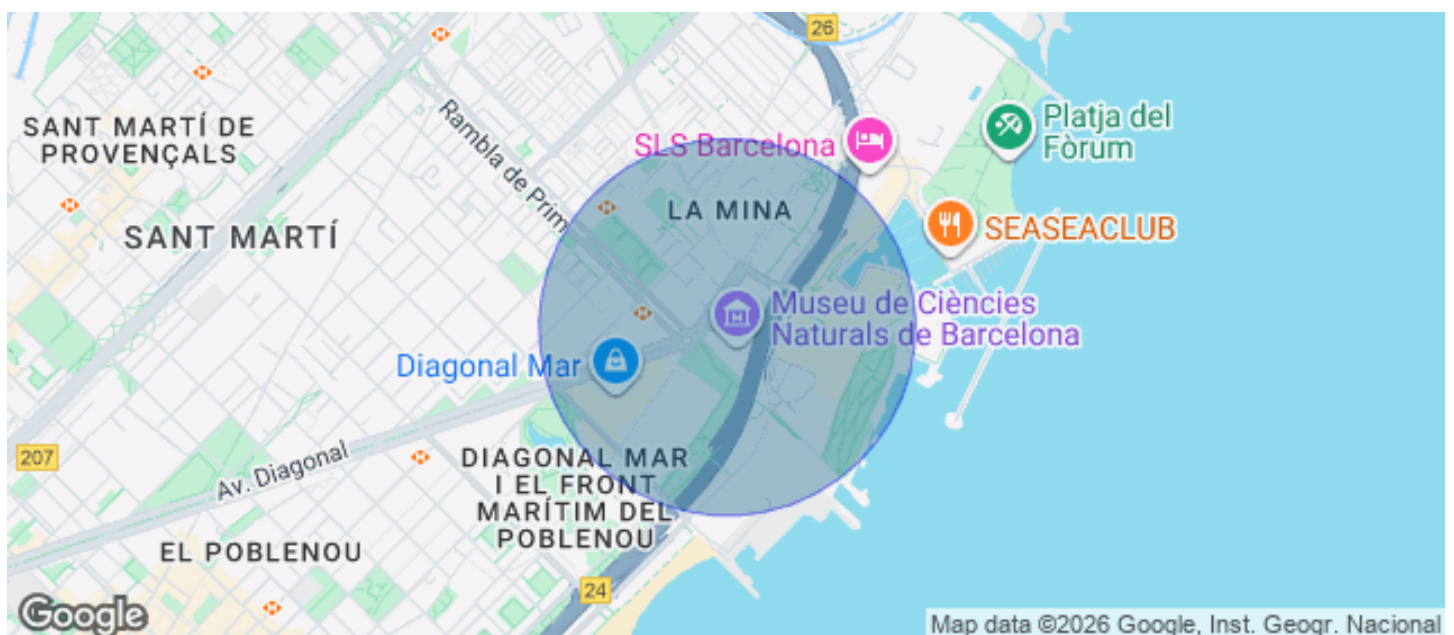 26
SANT MARTÍ DE
PROVENÇALS
Rambla de Prim
SLS Barcelona
Platja del
Fòrum
LA MINA
SANT MARTÍ
SEASEACLUB
Museu de Ciències
Naturals de Barcelona
Diagonal Mar
207
Av. Diagonal
DIAGONAL MAR
I EL FRONT
MARÍTIM DEL
POBLENOU
EL POBLENOU
24
Google
Map data ©2026 Google, Inst. Geogr. Nacional